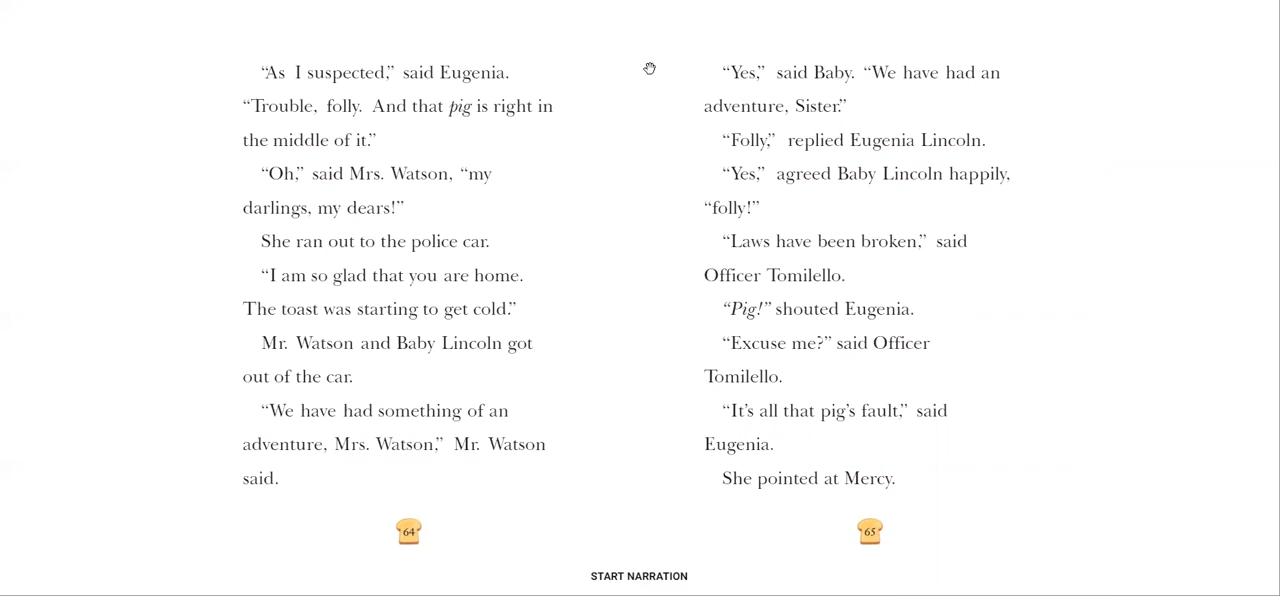 “As I suspected,” said Eugenia.
“Trouble, folly. And that pig is right in
the middle of it.”
“Oh,” said Mrs. Watson, “my
darlings, my dears!”
She ran out to the police car.
“I am so glad that you are home.
The toast was starting to get cold.”
Mr. Watson and Baby Lincoln got
out of the car.
“We have had something of an
adventure, Mrs. Watson,” Mr. Watson
said.
64
“Yes,” said Baby. “We have had an
adventure, Sister.”
“Folly,” replied Eugenia Lincoln.
“Yes,” agreed Baby Lincoln happily,
“folly!”
“Laws have been broken,” said
Officer Tomilello.
“Pig!” shouted Eugenia.
“Excuse me?” said Officer
Tomilello.
“It’s all that pig’s fault,” said
Eugenia.
She pointed at Mercy.
65
START NARRATION